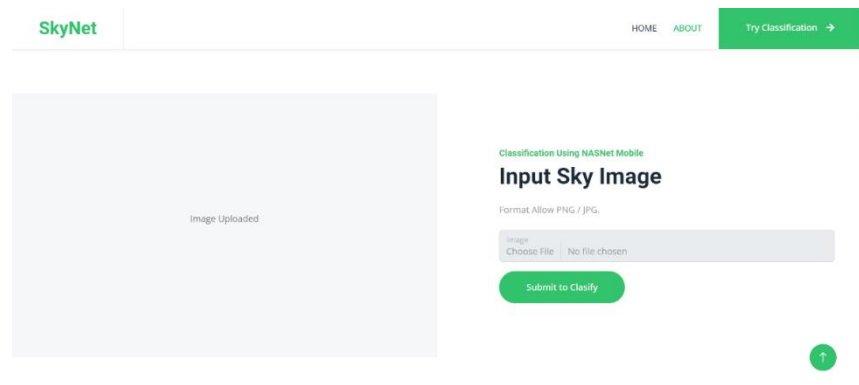 SkyNet
HOME ABOUT Try Classification →
Image Uploaded
Classification Using NASNet Mobile
Input Sky Image
Format Allow PNG / JPG.
Image
Choose File No file chosen
Submit to Clasify